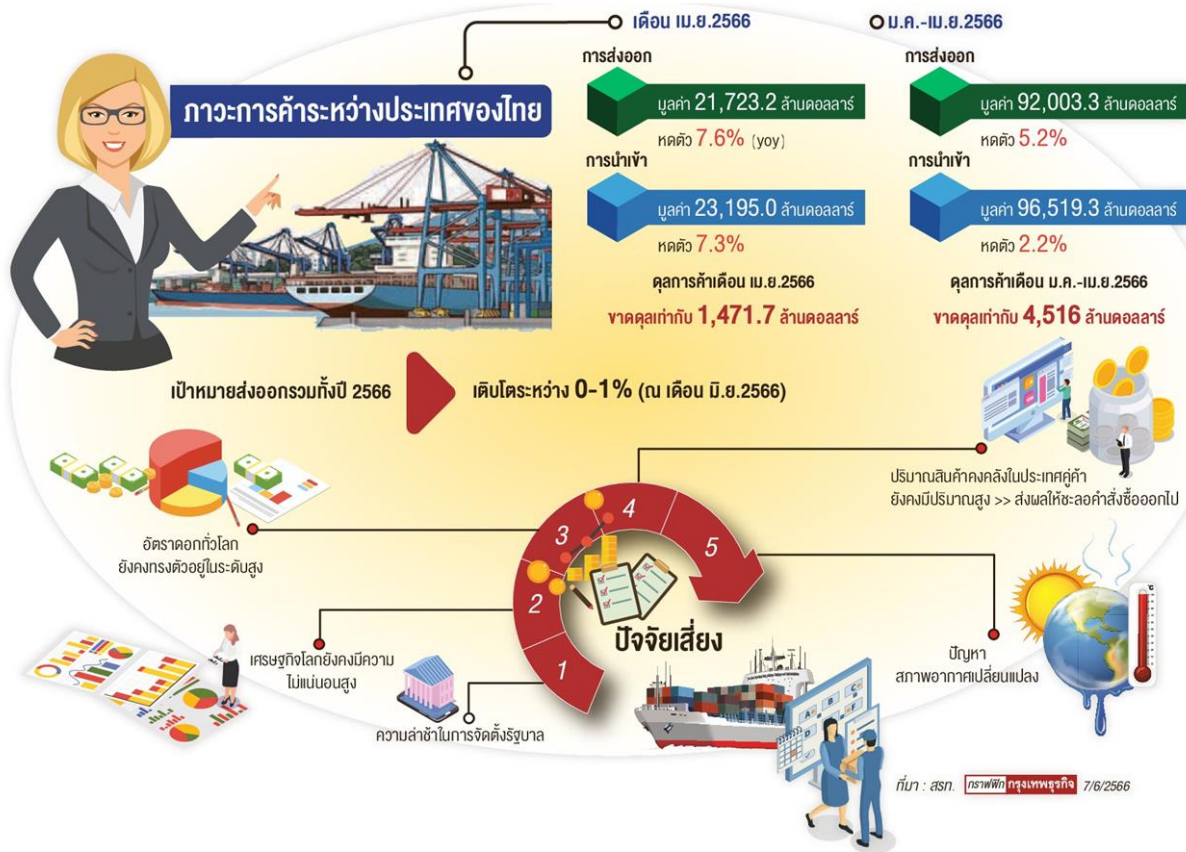 เดือน เม.ย.2566
ม.ค.-เม.ย.2566
ภาวะการค้าระหว่างประเทศของไทย
การส่งออก
มูลค่า 21,723.2 ล้านดอลลาร์
หดตัว 7.6% (yoy)
การนำเข้า
มูลค่า 23,195.0 ล้านดอลลาร์
หดตัว 7.3%
ดุลการค้าเดือน เม.ย.2566
ขาดดุลเท่ากับ 1,471.7 ล้านดอลลาร์
การส่งออก
มูลค่า 92,003.3 ล้านดอลลาร์
หดตัว 5.2%
การนำเข้า
มูลค่า 96,519.3 ล้านดอลลาร์
หดตัว 2.2%
ดุลการค้าเดือน ม.ค.-เม.ย.2566
ขาดดุลเท่ากับ 4,516 ล้านดอลลาร์
เป้าหมายส่งออกรวมทั้งปี 2566
เติบโตระหว่าง 0-1% (ณ เดือน มิ.ย.2566)
ปัจจัยเสี่ยง
1
ความล่าช้าในการจัดตั้งรัฐบาล
2
เศรษฐกิจโลกยังคงมีความ
ไม่แน่นอนสูง
3
อัตราดอกทั่วโลก
ยังคงทรงตัวอยู่ในระดับสูง
4
ปริมาณสินค้าคงคลังในประเทศคู่ค้า
ยังคงมีปริมาณสูง >> ส่งผลให้ชะลอคำสั่งซื้อออกไป
5
ปัญหา
สภาพอากาศเปลี่ยนแปลง
°C
A
B
C
ที่มา : สรท. กราฟฟิก กรุงเทพธุรกิจ 7/6/2566